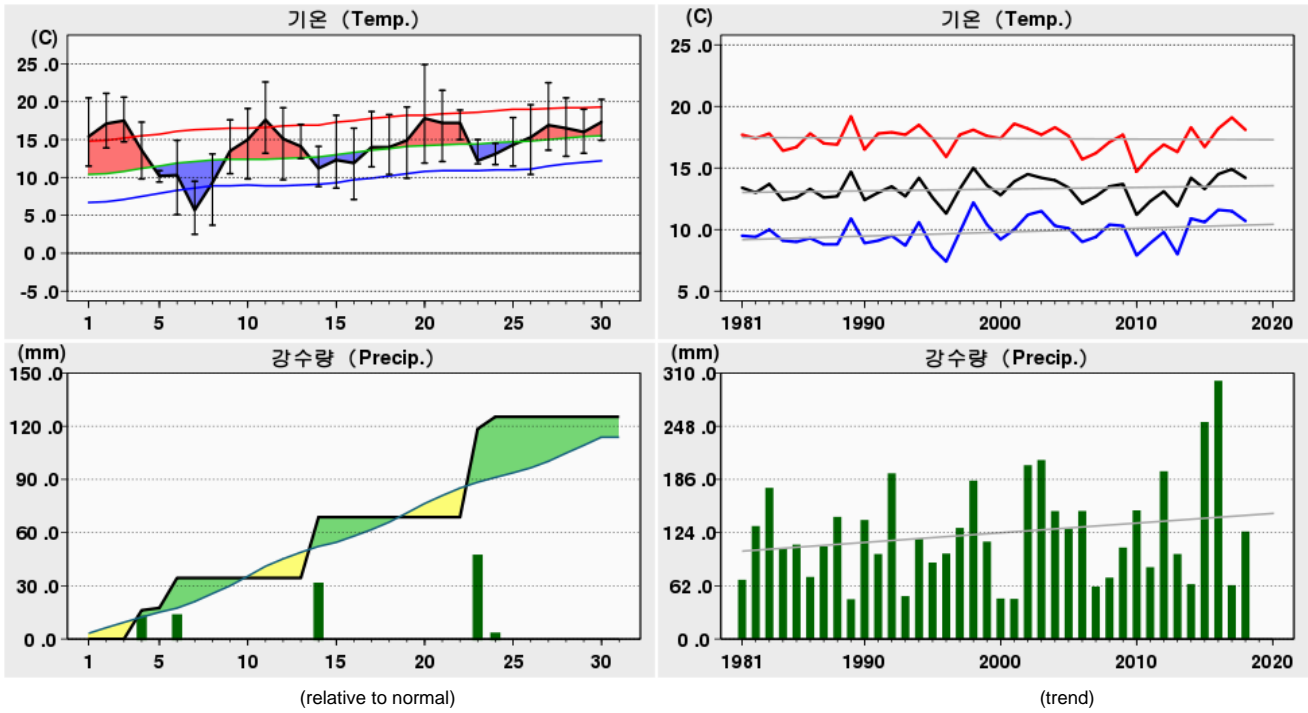 기온 (Temp.)
(C)
25.0
20.0
15.0
10.0
5.0
0.0
-5.0
1 5 10 15 20 25 30
기온 (Temp.)
(C)
25.0
20.0
15.0
10.0
5.0
1981 1990 2000 2010 2020
강수량 (Precip.)
(mm)
150.0
120.0
90.0
60.0
30.0
0.0
1 5 10 15 20 25 30
(relative to normal)
강수량 (Precip.)
(mm)
310.0
248.0
186.0
124.0
62.0
0.0
1981 1990 2000 2010 2020
(trend)